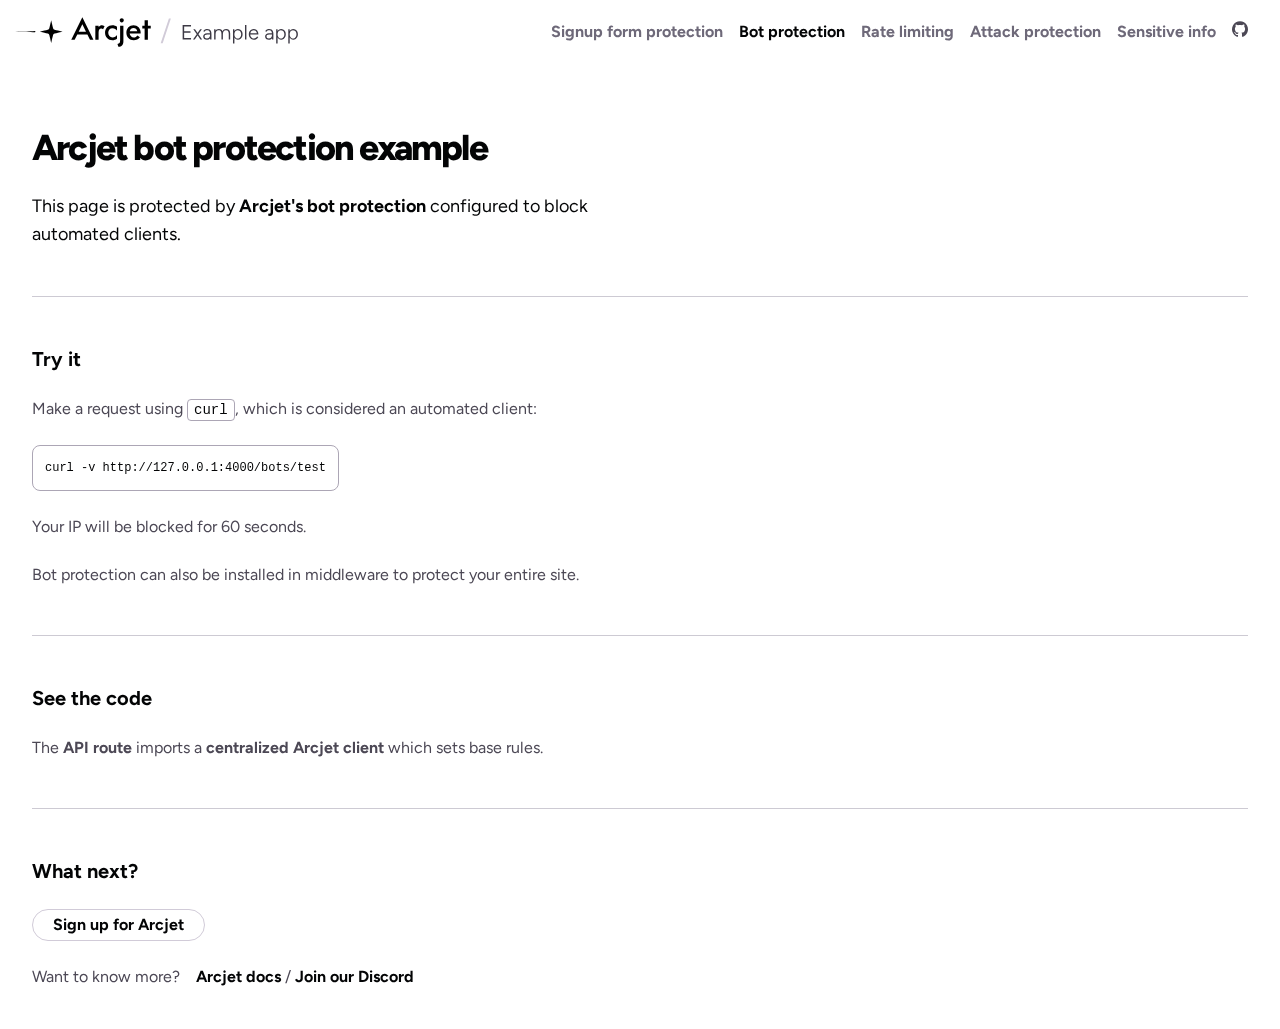 Arcjet / Example app
Signup form protection Bot protection Rate limiting Attack protection Sensitive info
Arcjet bot protection example
This page is protected by Arcjet's bot protection configured to block
automated clients.
Try it
Make a request using curl, which is considered an automated client:
curl -v http://127.0.0.1:4000/bots/test
Your IP will be blocked for 60 seconds.
Bot protection can also be installed in middleware to protect your entire site.
See the code
The API route imports a centralized Arcjet client which sets base rules.
What next?
Sign up for Arcjet
Want to know more? Arcjet docs / Join our Discord